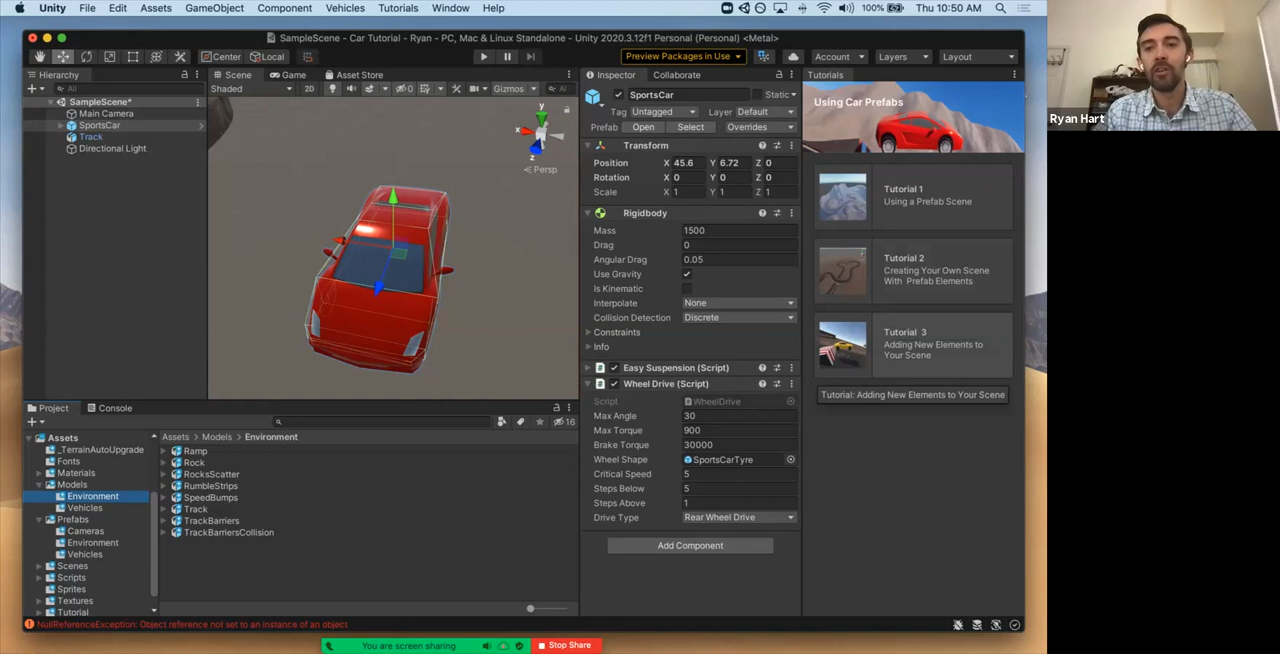 Unity File Edit Assets GameObject Component Vehicles Tutorials Window Help 100% Thu 10:50 AM
SampleScene - Car Tutorial - Ryan - PC, Mac & Linux Standalone - Unity 2020.3.12f1 Personal (Personal) <Metal>
Center Local Preview Packages in Use Account Layers Layout
Hierarchy
All
SampleScene*
Main Camera
SportsCar
Track
Directional Light
Scene Game Asset Store
Shaded 2D 0 Gizmos All
y
x
z
Persp
Inspector Collaborate
SportsCar Static
Tag Untagged Layer Default
Prefab Open Select Overrides
Transform
Position X 45.6 Y 6.72 Z 0
Rotation X 0 Y 0 Z 0
Scale X 1 Y 1 Z 1
Rigidbody
Mass 1500
Drag 0
Angular Drag 0.05
Use Gravity
Is Kinematic
Interpolate None
Collision Detection Discrete
Constraints
Info
Easy Suspension (Script)
Wheel Drive (Script)
Script WheelDrive
Max Angle 30
Max Torque 900
Brake Torque 30000
Wheel Shape SportsCarTyre
Critical Speed 5
Steps Below 5
Steps Above 1
Drive Type Rear Wheel Drive
Add Component
Tutorials
Using Car Prefabs
Tutorial 1
Using a Prefab Scene
Tutorial 2
Creating Your Own Scene
With Prefab Elements
Tutorial 3
Adding New Elements to
Your Scene
Tutorial: Adding New Elements to Your Scene
Project Console
16
Assets
_TerrainAutoUpgrade
Fonts
Materials
Models
Environment
Vehicles
Prefabs
Cameras
Environment
Vehicles
Scenes
Scripts
Sprites
Textures
Tutorial
Assets > Models > Environment
Ramp
Rock
RocksScatter
RumbleStrips
SpeedBumps
Track
TrackBarriers
TrackBarriersCollision
NullReferenceException: Object reference not set to an instance of an object
You are screen sharing Stop Share
Ryan Hart